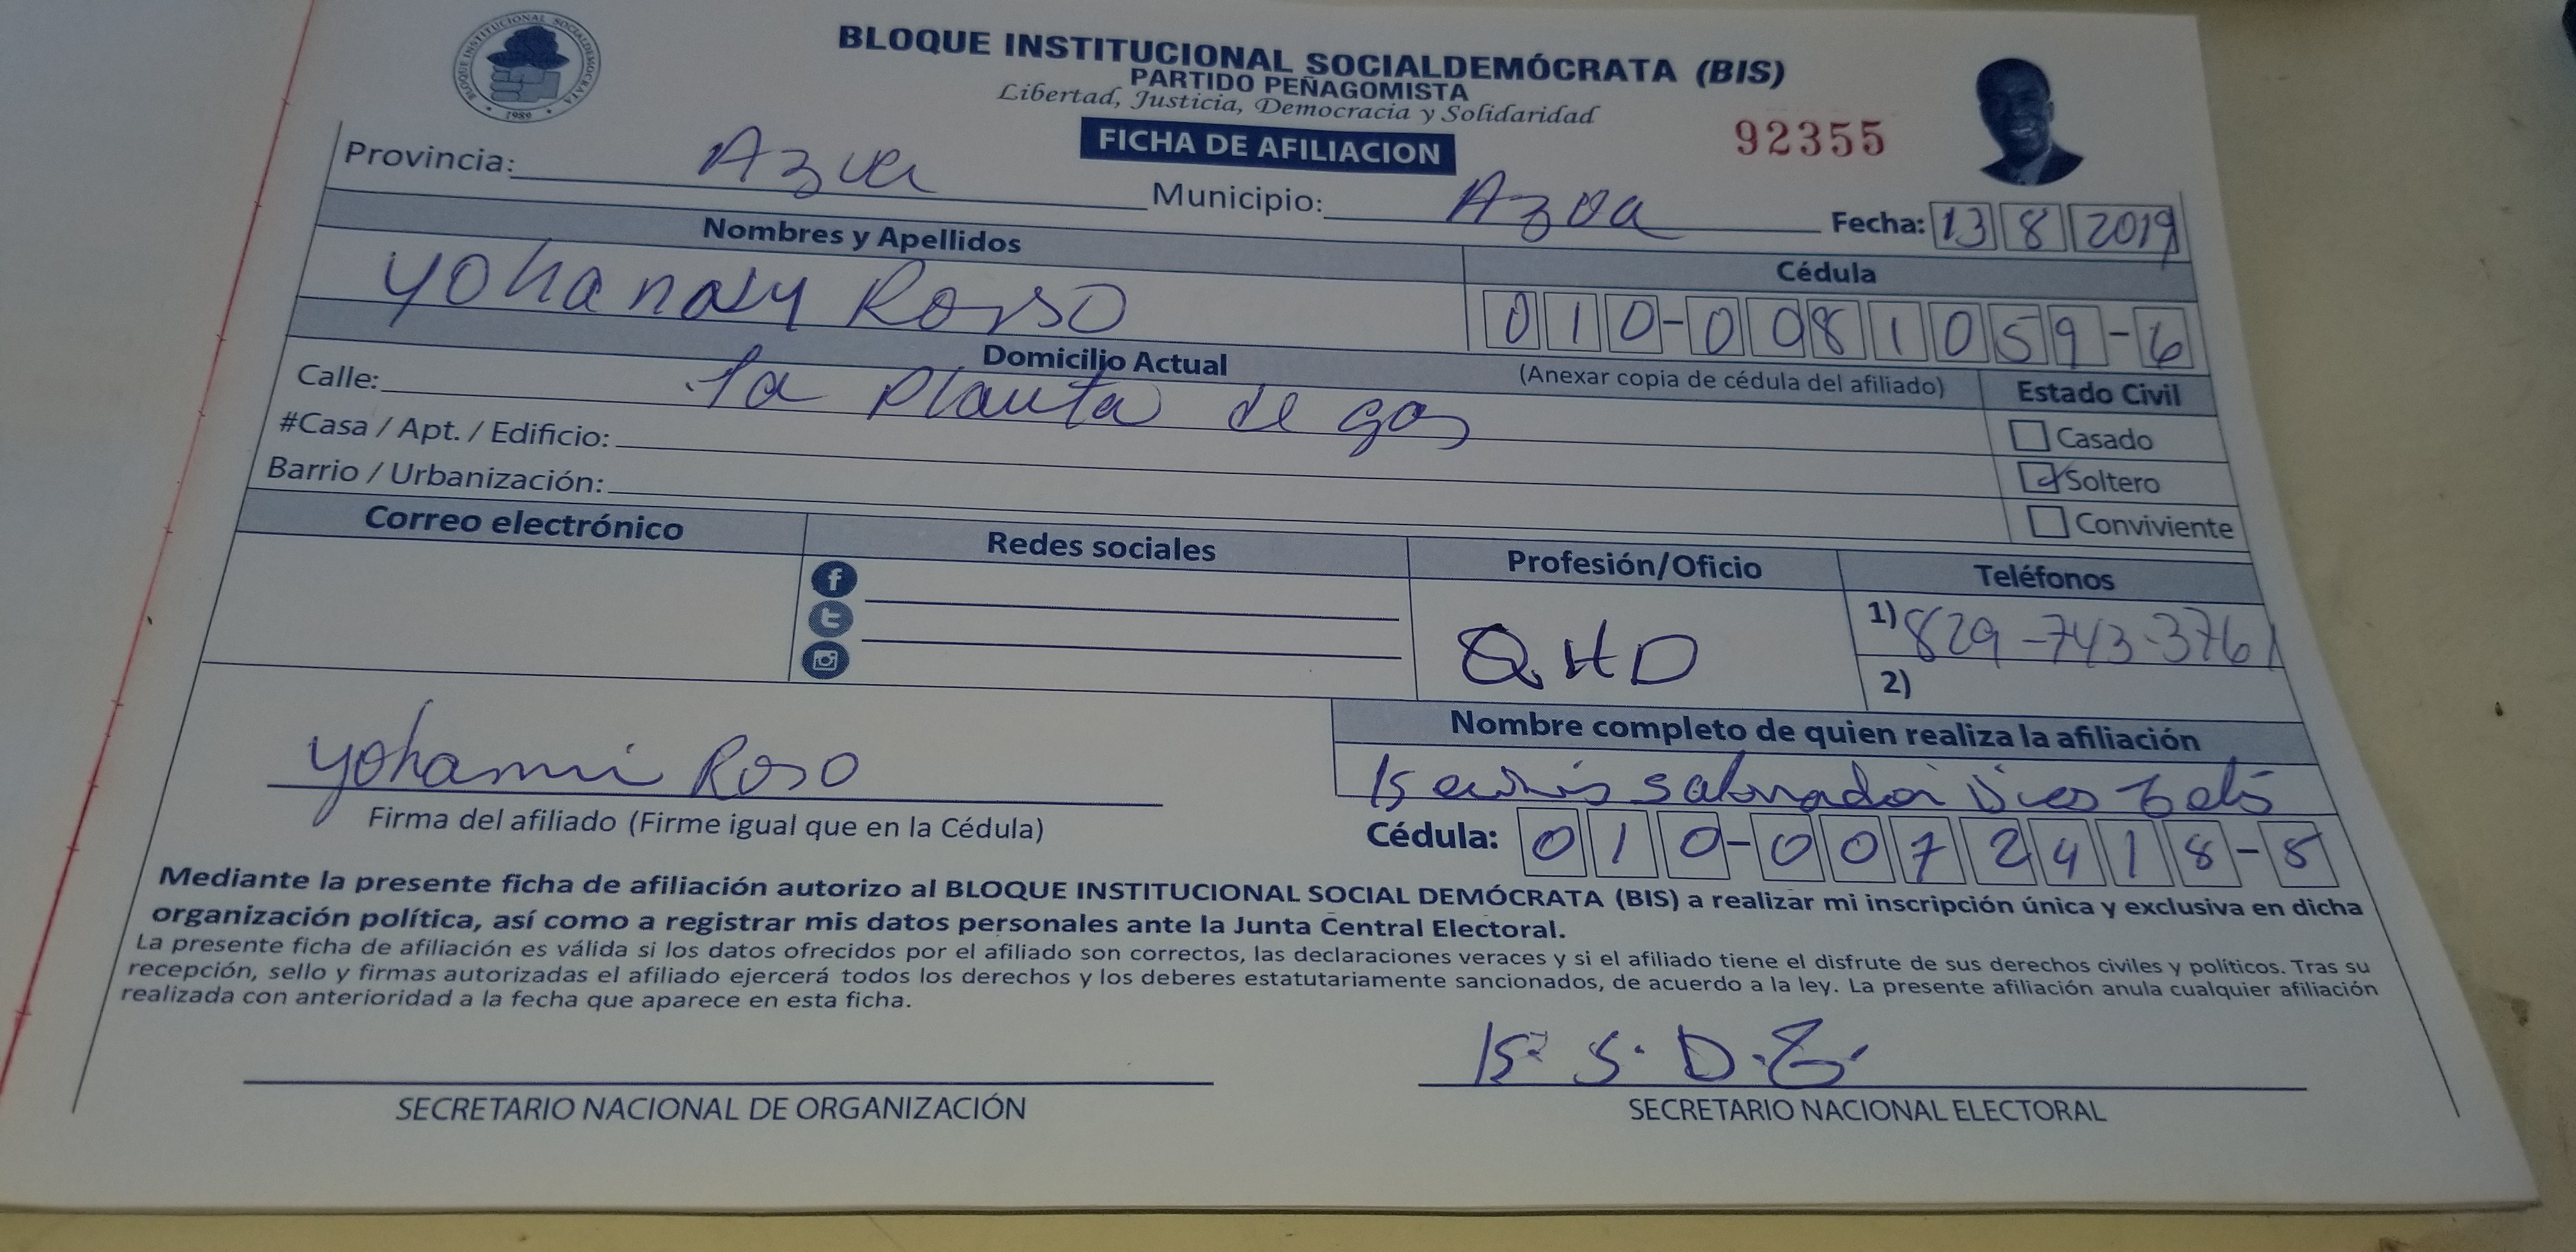 BLOQUE INSTITUCIONAL SOCIALDEMÓCRATA • 1989 •
BLOQUE INSTITUCIONAL SOCIALDEMÓCRATA (BIS)
PARTIDO PEÑAGOMISTA
Libertad, Justicia, Democracia y Solidaridad
FICHA DE AFILIACION
92355
Provincia: Azua Municipio: Azua Fecha: 13 8 2019
Nombres y Apellidos
Cédula
Yohanny Rosso
010-0081059-6
Domicilio Actual
(Anexar copia de cédula del afiliado)
Estado Civil
Calle: La planta de gas
#Casa / Apt. / Edificio:
Barrio / Urbanización:
Casado
Soltero
Conviviente
Correo electrónico
Redes sociales
Profesión/Oficio
Teléfonos
Q.H.D
1) 829-743-3761
2)
Yohanni Roso
Firma del afiliado (Firme igual que en la Cédula)
Nombre completo de quien realiza la afiliación
Salvador
Cédula: 010-0072418-5
Mediante la presente ficha de afiliación autorizo al BLOQUE INSTITUCIONAL SOCIAL DEMÓCRATA (BIS) a realizar mi inscripción única y exclusiva en dicha
organización política, así como a registrar mis datos personales ante la Junta Central Electoral.
La presente ficha de afiliación es válida si los datos ofrecidos por el afiliado son correctos, las declaraciones veraces y si el afiliado tiene el disfrute de sus derechos civiles y políticos. Tras su
recepción, sello y firmas autorizadas el afiliado ejercerá todos los derechos y los deberes estatutariamente sancionados, de acuerdo a la ley. La presente afiliación anula cualquier afiliación
realizada con anterioridad a la fecha que aparece en esta ficha.
S. D.
SECRETARIO NACIONAL DE ORGANIZACIÓN
SECRETARIO NACIONAL ELECTORAL